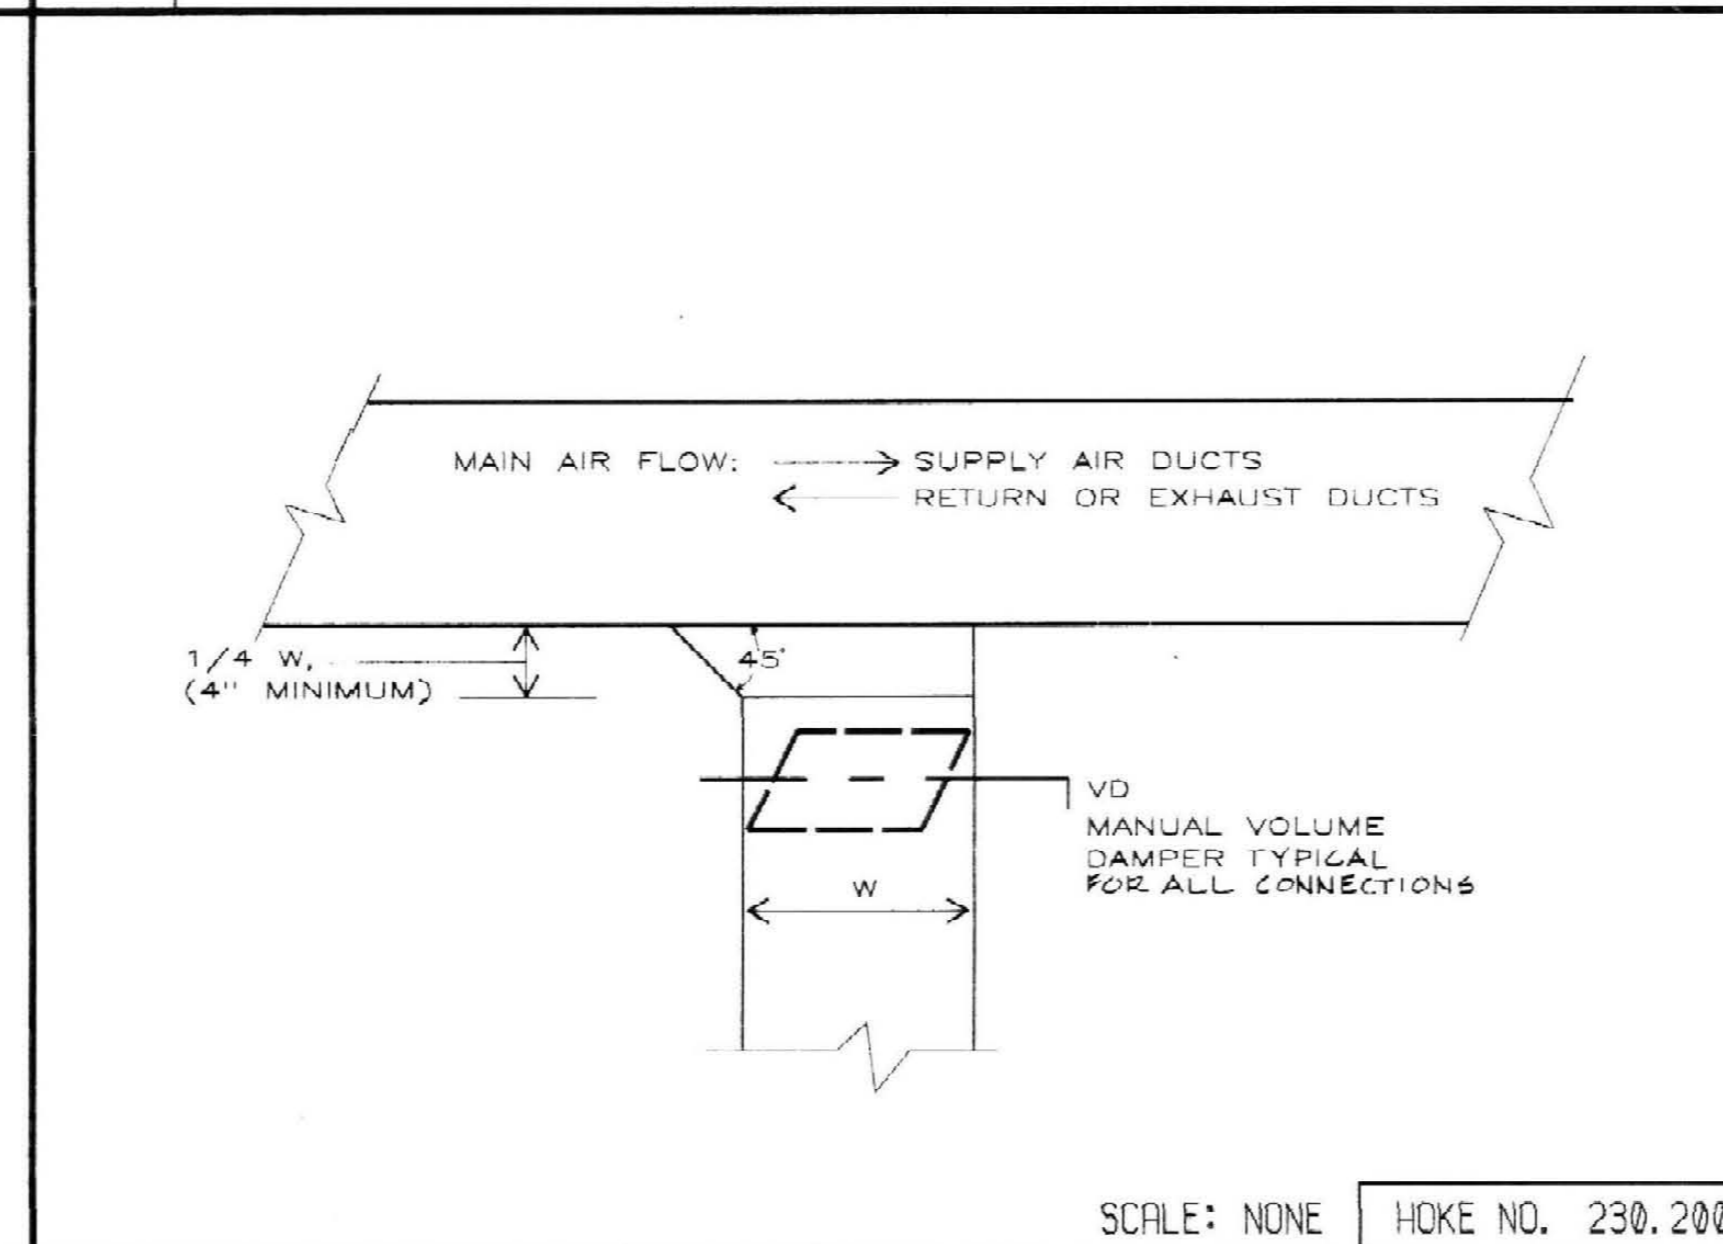 MAIN AIR FLOW: SUPPLY AIR DUCTS
RETURN OR EXHAUST DUCTS
1/4 W,
(4" MINIMUM)
45°
VD
MANUAL VOLUME
DAMPER TYPICAL
FOR ALL CONNECTIONS
W
SCALE: NONE
HOKE NO. 230.200